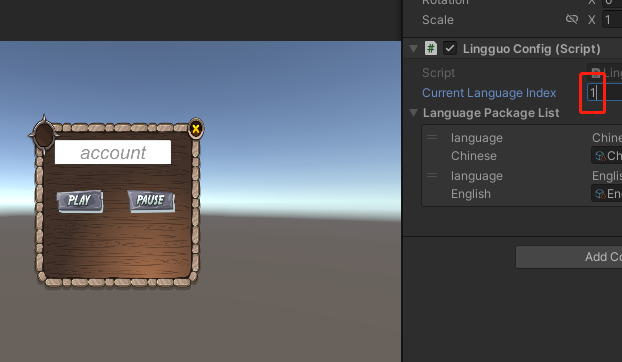 account
PLAY
PAUSE
X
Rotation
Scale X 1
# Lingguo Config (Script)
Script Ling
Current Language Index 1
Language Package List
language Chine
Chinese Ch
language Englis
English En
Add Co